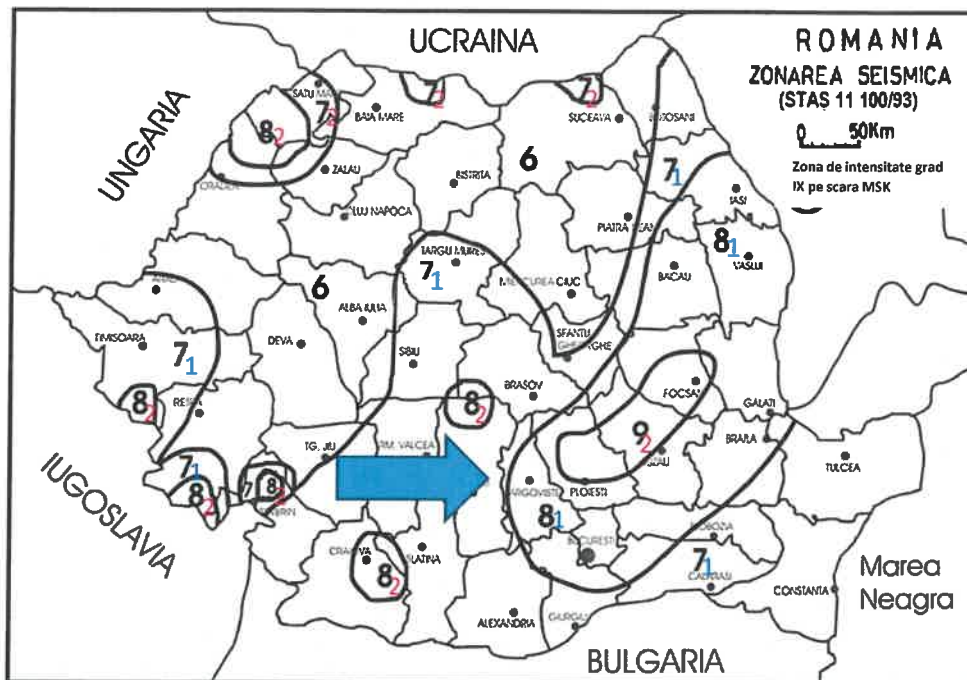 UCRAINA
ROMANIA
ZONAREA SEISMICA
(STAS 11 100/93)
0 50Km
Zona de intensitate grad
IX pe scara MSK
UNGARIA
SATU MA
7 2
8 2
BAIA MARE
7 2
7 2
SUCEAVA
BOTOSANI
ORADEA
ZALAU
BISTRITA
6
7 1
IASI
CLUJ NAPOCA
PIATRA NEAM
TARGU MURES
7 1
8 1
VASLUI
BACAU
MIERCUREA CIUC
ARAD
6
ALBA IULIA
TIMISOARA
7 1
DEVA
SIBIU
SFANTU
GHEORGHE
BRASOV
FOCSANI
8 2
RESITA
8 2
GALATI
9 2
BRAILA
TG. JIU
RM. VALCEA
BUZAU
TULCEA
IUGOSLAVIA
7 1
8 2
7 8 2
SEVERIN
TARGOVISTE
PLOIESTI
8 1
SLOBOZIA
BUCURESTI
CRAIOVA
SLATINA
8 2
7 1
CALARASI
CONSTANTA
Marea
Neagra
ALEXANDRIA
GIURGIU
BULGARIA